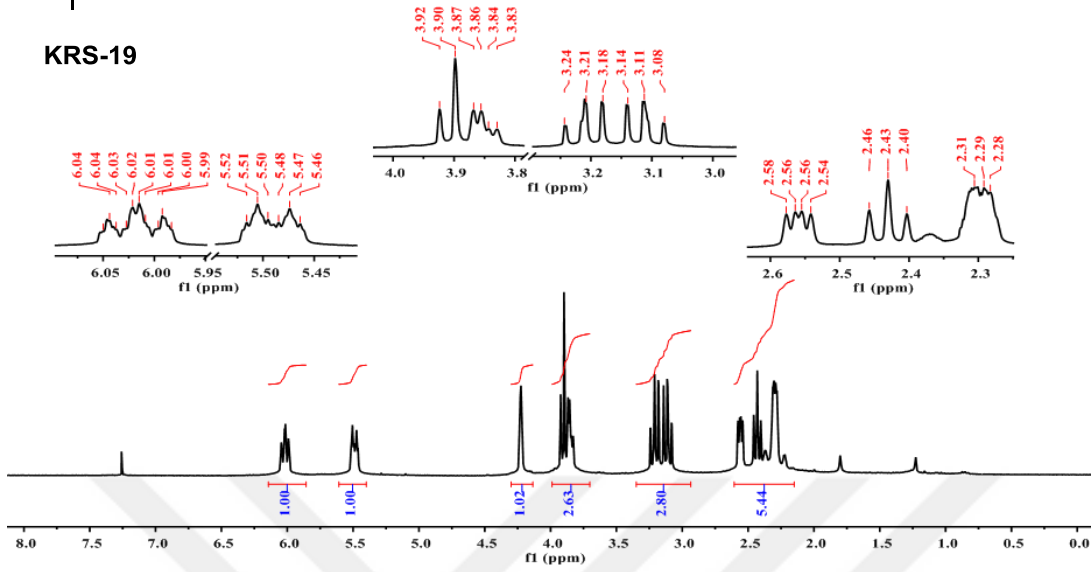 KRS-19
3.92 3.90 3.87 3.86 3.84 3.83
3.24 3.21 3.18 3.14 3.11 3.08
4.0 3.9 3.8 3.2 3.1 3.0
f1 (ppm)
6.04 6.04 6.03 6.02 6.01 6.01 6.00 5.99
5.52 5.51 5.50 5.48 5.47 5.46
6.05 6.00 5.95 5.50 5.45
f1 (ppm)
2.58 2.56 2.56 2.54
2.46 2.43 2.40
2.31 2.29 2.28
2.6 2.5 2.4 2.3
f1 (ppm)
1.00 1.00 1.02 2.63 2.80 5.44
8.0 7.5 7.0 6.5 6.0 5.5 5.0 4.5 4.0 3.5 3.0 2.5 2.0 1.5 1.0 0.5 0.0
f1 (ppm)